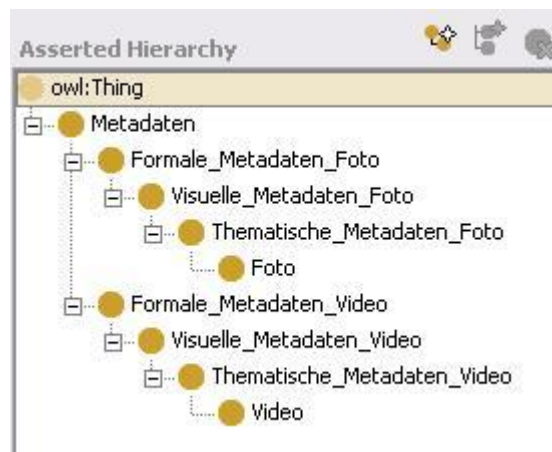 Asserted Hierarchy
owl:Thing
Metadaten
Formale_Metadaten_Foto
Visuelle_Metadaten_Foto
Thematische_Metadaten_Foto
Foto
Formale_Metadaten_Video
Visuelle_Metadaten_Video
Thematische_Metadaten_Video
Video